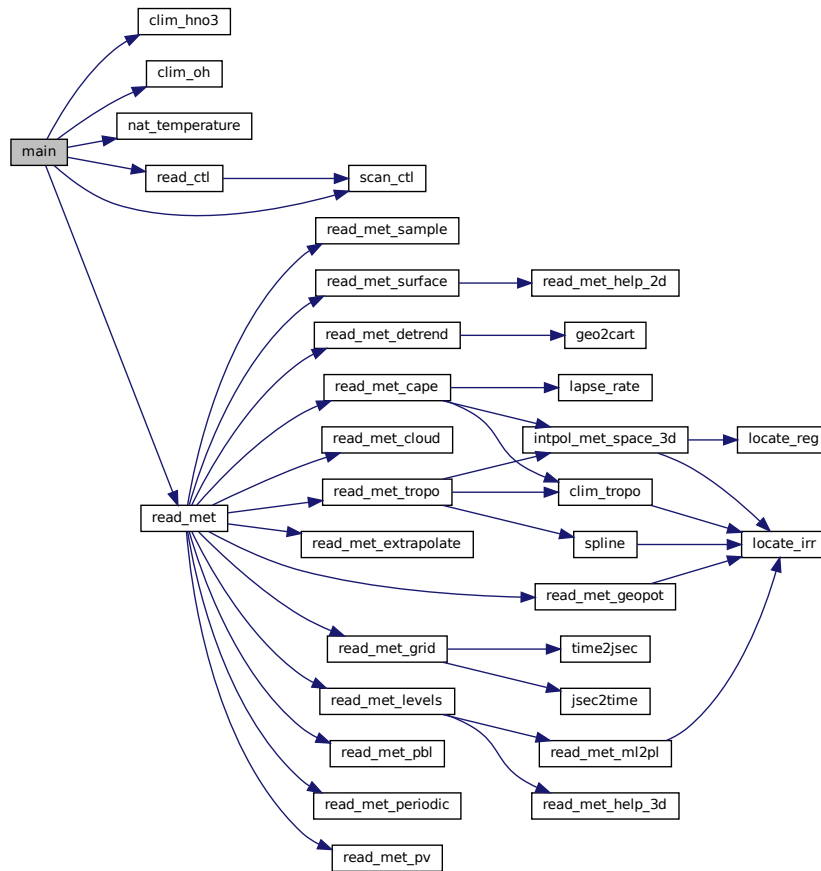 clim_hno3
clim_oh
nat_temperature
main
read_ctl
scan_ctl
read_met_sample
read_met_surface
read_met_help_2d
read_met_detrend
geo2cart
read_met_cape
lapse_rate
read_met_cloud
intpol_met_space_3d
locate_reg
read_met_tropo
clim_tropo
read_met
read_met_extrapolate
spline
locate_irr
read_met_geopot
read_met_grid
time2jsec
read_met_levels
jsec2time
read_met_pbl
read_met_ml2pl
read_met_periodic
read_met_help_3d
read_met_pv